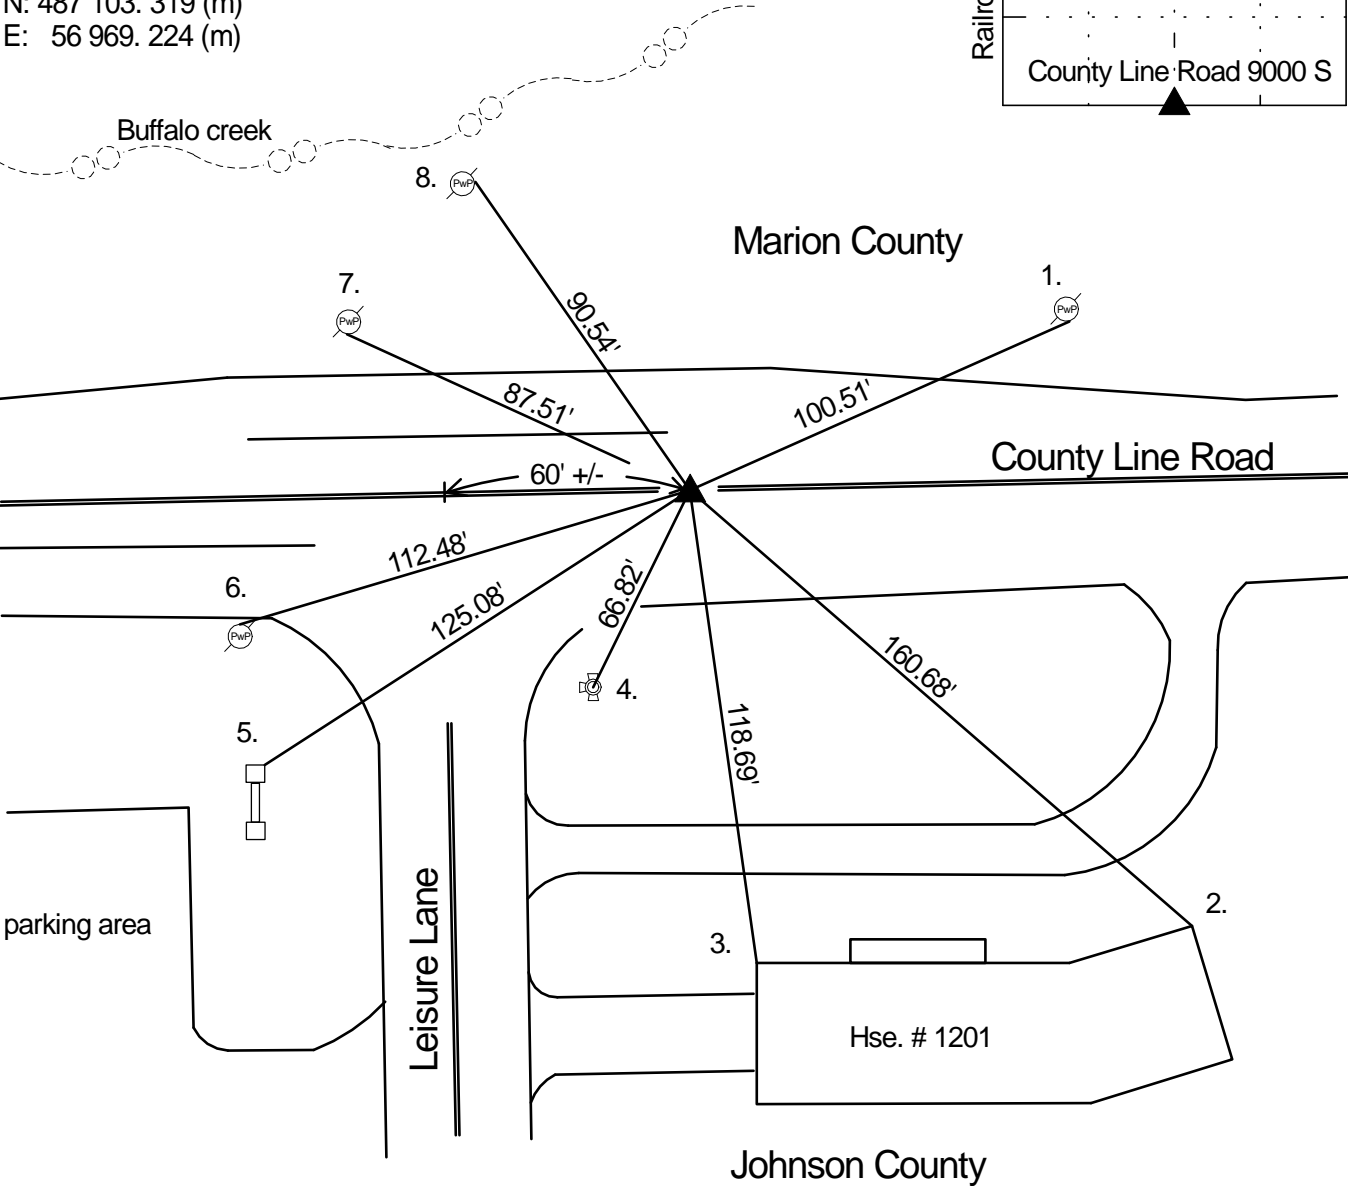 N: 487 103. 319 (m)
E: 56 969. 224 (m)
Railro
County Line Road 9000 S
Buffalo creek
8.
PwP
Marion County
7.
PwP
1.
PwP
90.54'
87.51'
100.51'
County Line Road
60' +/-
112.48'
6.
PwP
125.08'
66.82'
160.68'
4.
5.
118.69'
Leisure Lane
2.
parking area
3.
Hse. # 1201
Johnson County